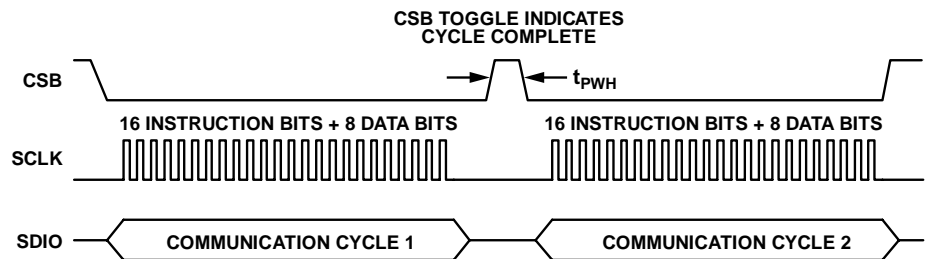 CSB TOGGLE INDICATES
CYCLE COMPLETE
CSB
tPWH
16 INSTRUCTION BITS + 8 DATA BITS
16 INSTRUCTION BITS + 8 DATA BITS
SCLK
SDIO
COMMUNICATION CYCLE 1
COMMUNICATION CYCLE 2